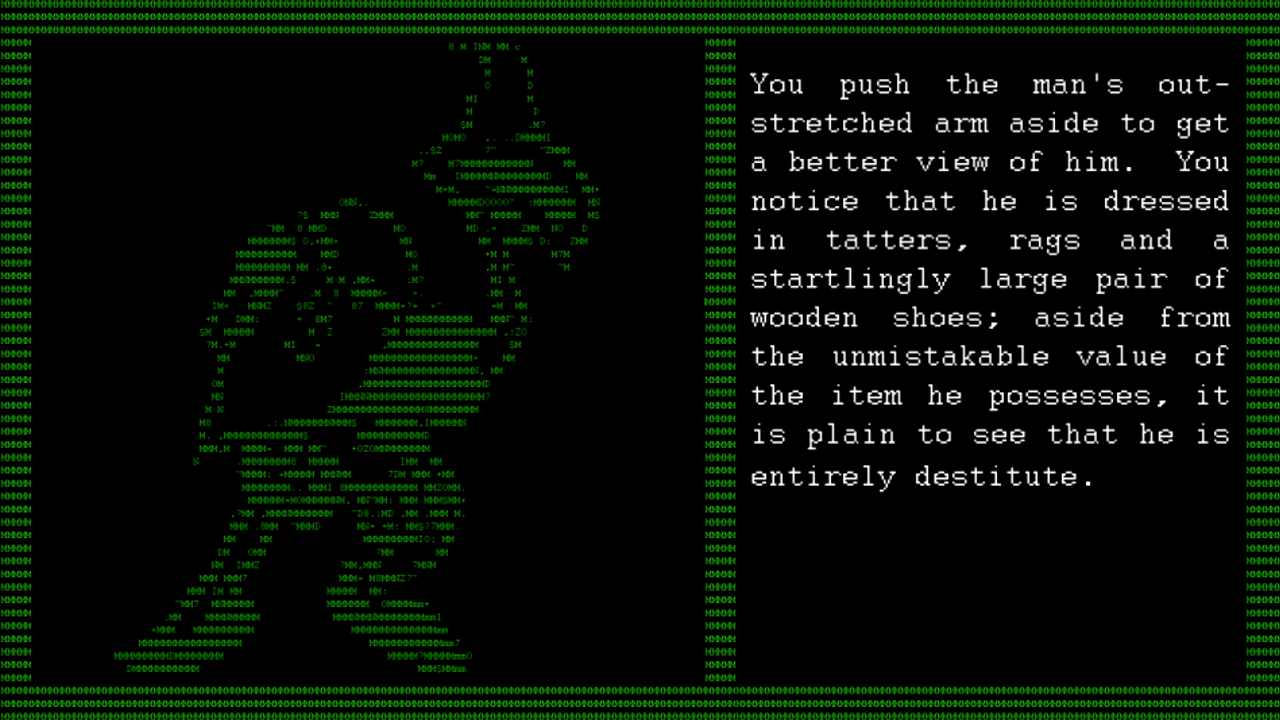 You push the man's out-
stretched arm aside to get
a better view of him. You
notice that he is dressed
in tatters, rags and a
startlingly large pair of
wooden shoes; aside from
the unmistakable value of
the item he possesses, it
is plain to see that he is
entirely destitute.